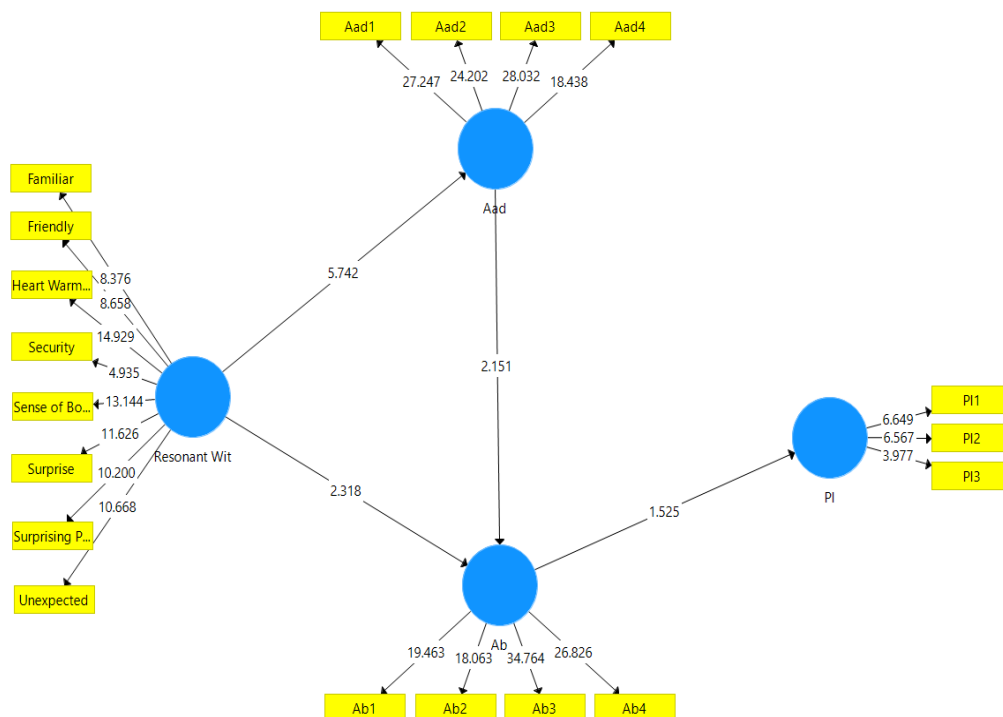 Aad1 Aad2 Aad3 Aad4
27.247 24.202 28.032 18.438
Aad
Familiar
Friendly
Heart Warm...
Security
Sense of Bo...
Surprise
Surprising P...
Unexpected
8.376
8.658
14.929
4.935
13.144
11.626
10.200
10.668
Resonant Wit
5.742
2.318
2.151
1.525
PI1
PI2
PI3
6.649
6.567
3.977
PI
Ab
19.463 18.063 34.764 26.826
Ab1 Ab2 Ab3 Ab4